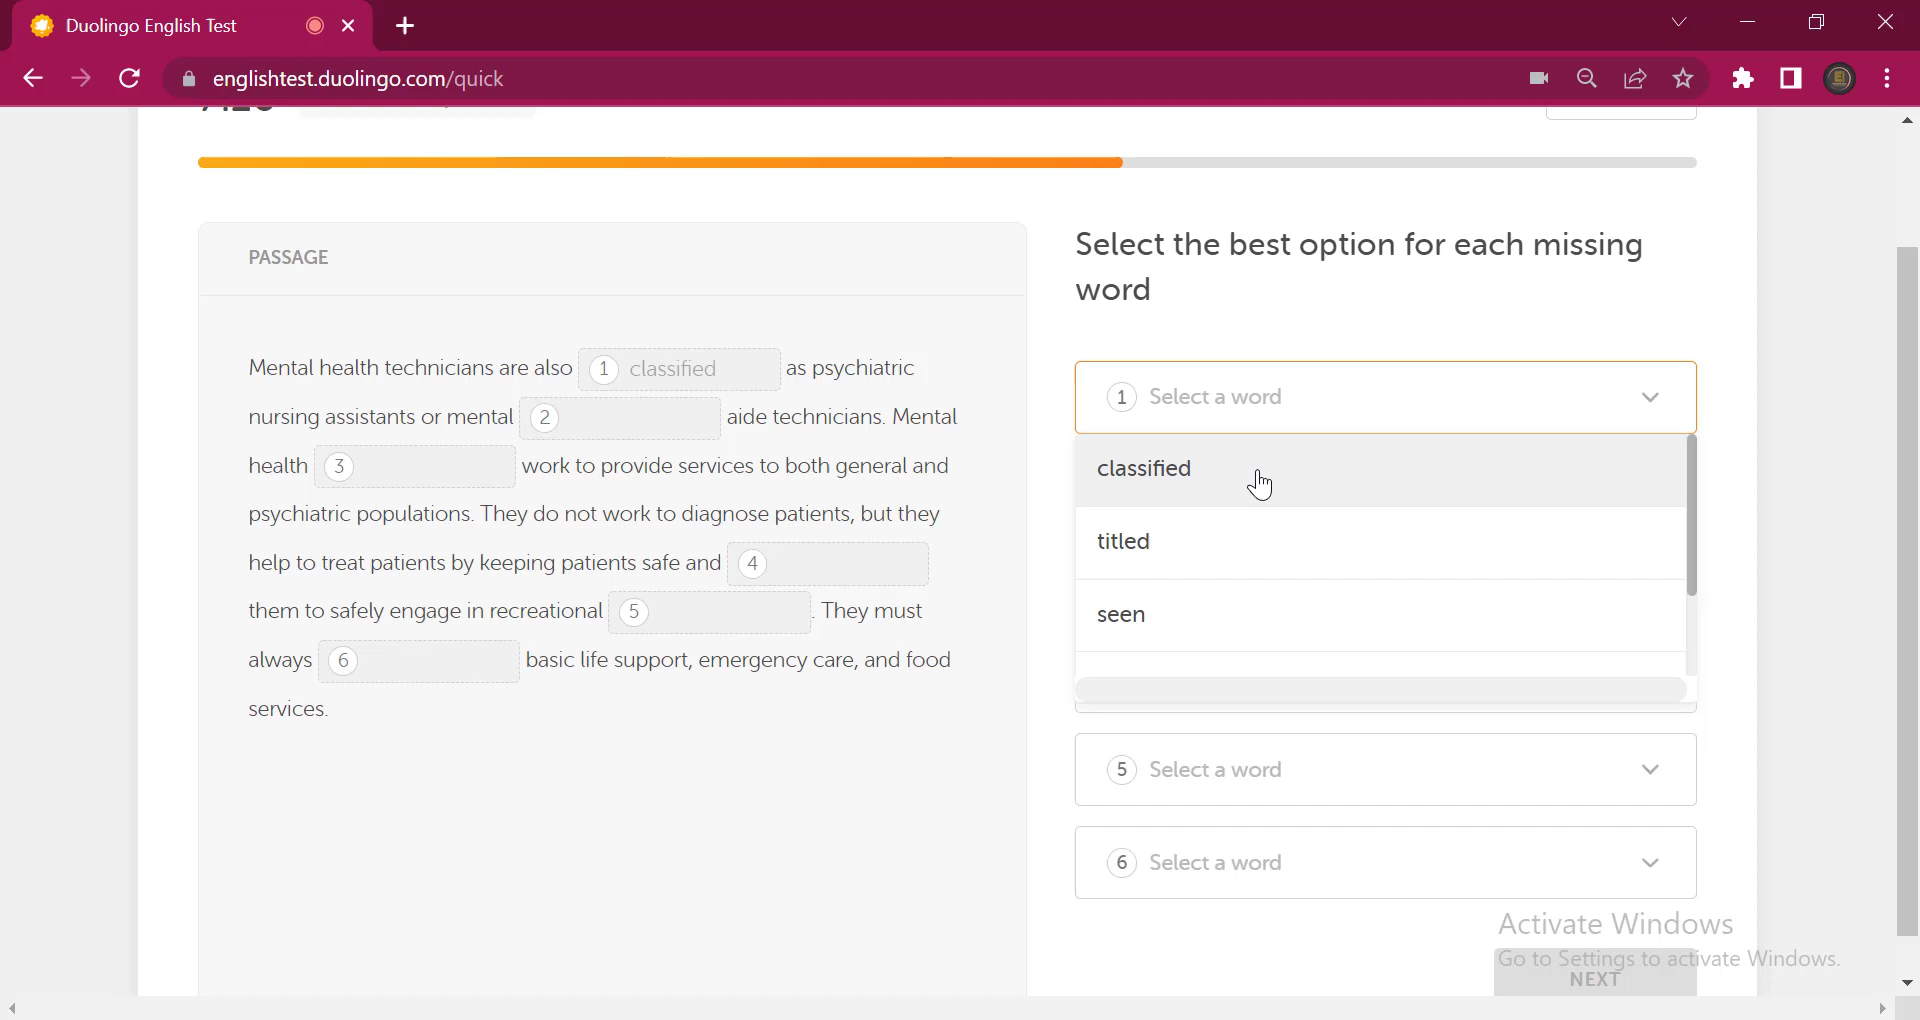 Duolingo English Test
englishtest.duolingo.com/quick
PASSAGE
Mental health technicians are also 1 classified as psychiatric
nursing assistants or mental 2 aide technicians. Mental
health 3 work to provide services to both general and
psychiatric populations. They do not work to diagnose patients, but they
help to treat patients by keeping patients safe and 4
them to safely engage in recreational 5 . They must
always 6 basic life support, emergency care, and food
services.
Select the best option for each missing
word
1 Select a word
classified
titled
seen
5 Select a word
6 Select a word
Activate Windows
Go to Settings to activate Windows.
NEXT